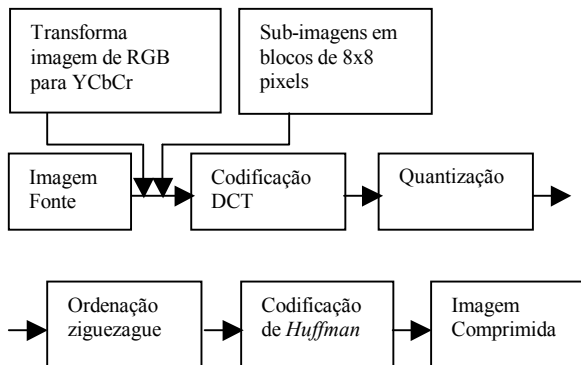 Transforma
imagem de RGB
para YCbCr
Sub-imagens em
blocos de 8x8
pixels
Imagem
Fonte
Codificação
DCT
Quantização
Ordenação
ziguezague
Codificação
de Huffman
Imagem
Comprimida